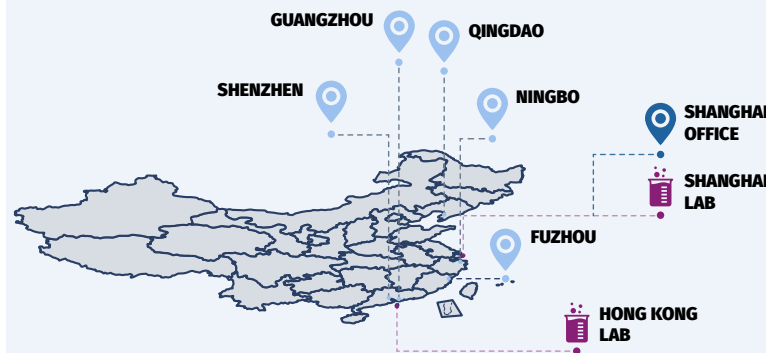 GUANGZHOU
QINGDAO
SHENZHEN
NINGBO
SHANGHAI
OFFICE
SHANGHAI
LAB
FUZHOU
HONG KONG
LAB